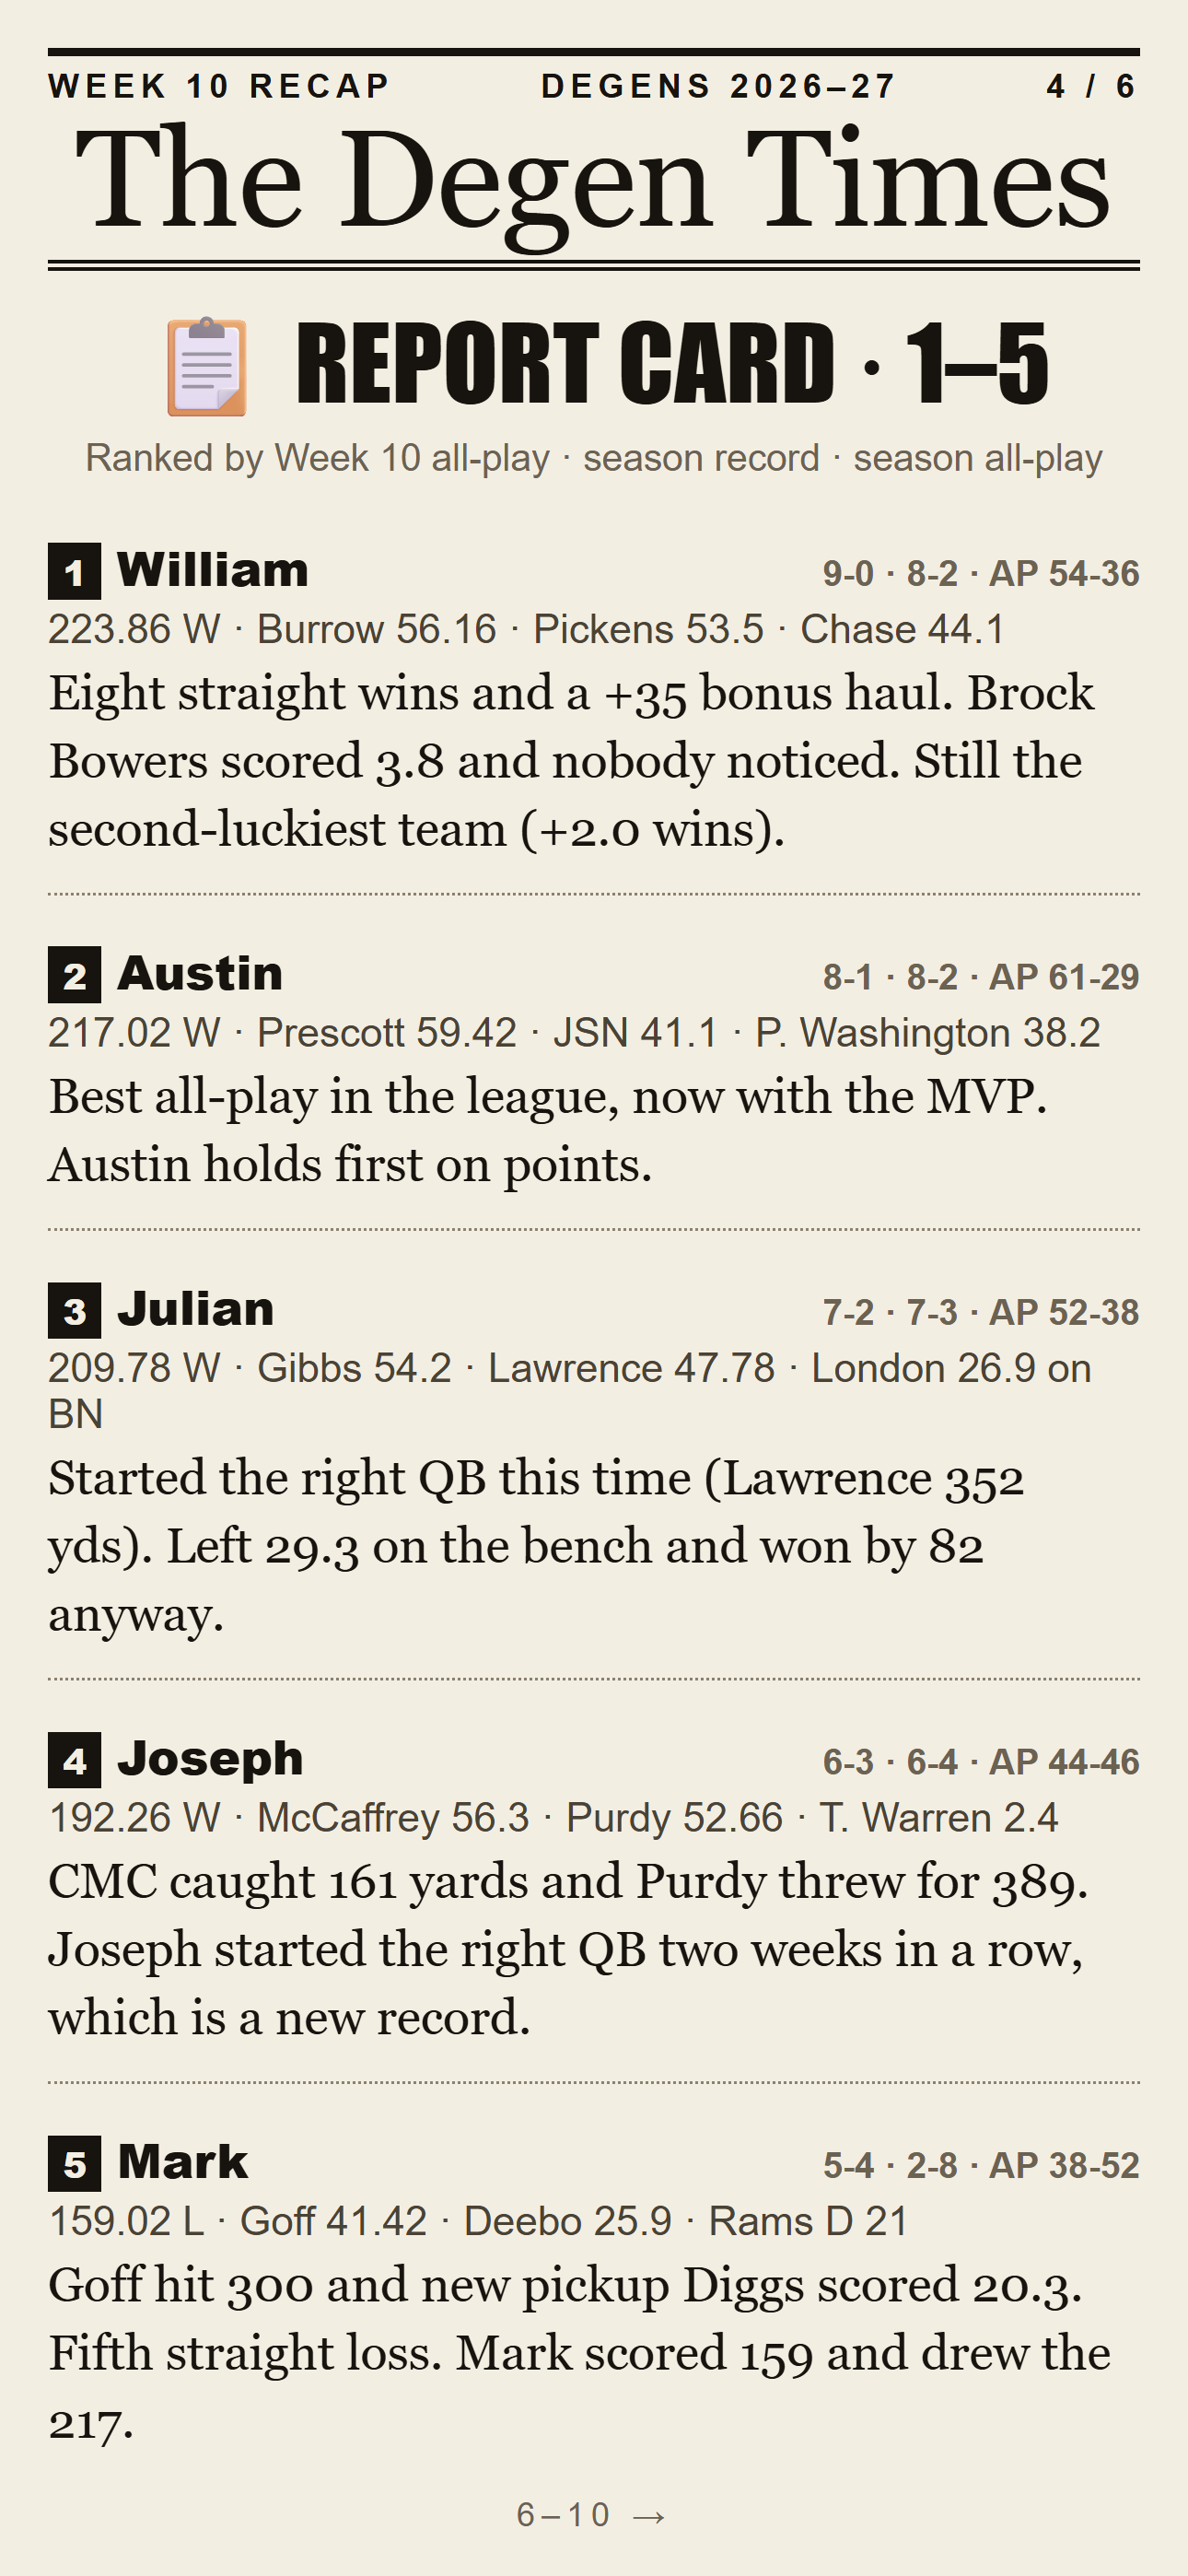 WEEK 10 RECAP DEGENS 2026–27 4 / 6
The Degen Times
REPORT CARD · 1–5
Ranked by Week 10 all-play · season record · season all-play
1 William 9-0 · 8-2 · AP 54-36
223.86 W · Burrow 56.16 · Pickens 53.5 · Chase 44.1
Eight straight wins and a +35 bonus haul. Brock
Bowers scored 3.8 and nobody noticed. Still the
second-luckiest team (+2.0 wins).
2 Austin 8-1 · 8-2 · AP 61-29
217.02 W · Prescott 59.42 · JSN 41.1 · P. Washington 38.2
Best all-play in the league, now with the MVP.
Austin holds first on points.
3 Julian 7-2 · 7-3 · AP 52-38
209.78 W · Gibbs 54.2 · Lawrence 47.78 · London 26.9 on
BN
Started the right QB this time (Lawrence 352
yds). Left 29.3 on the bench and won by 82
anyway.
4 Joseph 6-3 · 6-4 · AP 44-46
192.26 W · McCaffrey 56.3 · Purdy 52.66 · T. Warren 2.4
CMC caught 161 yards and Purdy threw for 389.
Joseph started the right QB two weeks in a row,
which is a new record.
5 Mark 5-4 · 2-8 · AP 38-52
159.02 L · Goff 41.42 · Deebo 25.9 · Rams D 21
Goff hit 300 and new pickup Diggs scored 20.3.
Fifth straight loss. Mark scored 159 and drew the
217.
6–10 →